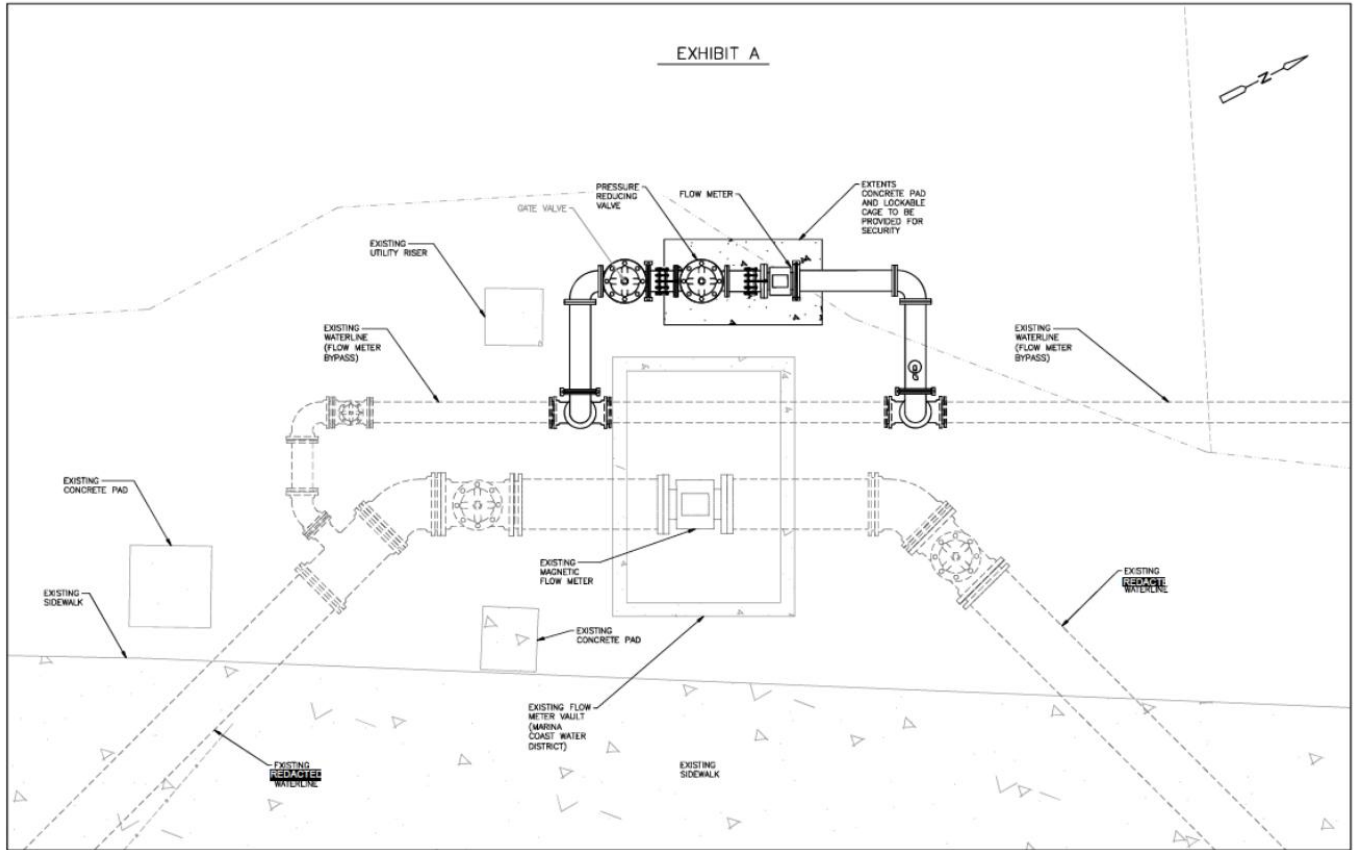 EXHIBIT A
N
PRESSURE
REDUCING
VALVE
FLOW METER
EXTENTS
CONCRETE PAD
AND LOCKABLE
CAGE TO BE
PROVIDED FOR
SECURITY
GATE VALVE
EXISTING
UTILITY RISER
EXISTING
WATERLINE
(FLOW METER
BYPASS)
EXISTING
WATERLINE
(FLOW METER
BYPASS)
EXISTING
CONCRETE PAD
EXISTING
MAGNETIC
FLOW METER
EXISTING
REDACTED
WATERLINE
EXISTING
SIDEWALK
EXISTING
CONCRETE PAD
EXISTING FLOW
METER VAULT
(MARINA
COAST WATER
DISTRICT)
EXISTING
REDACTED
WATERLINE
EXISTING
SIDEWALK